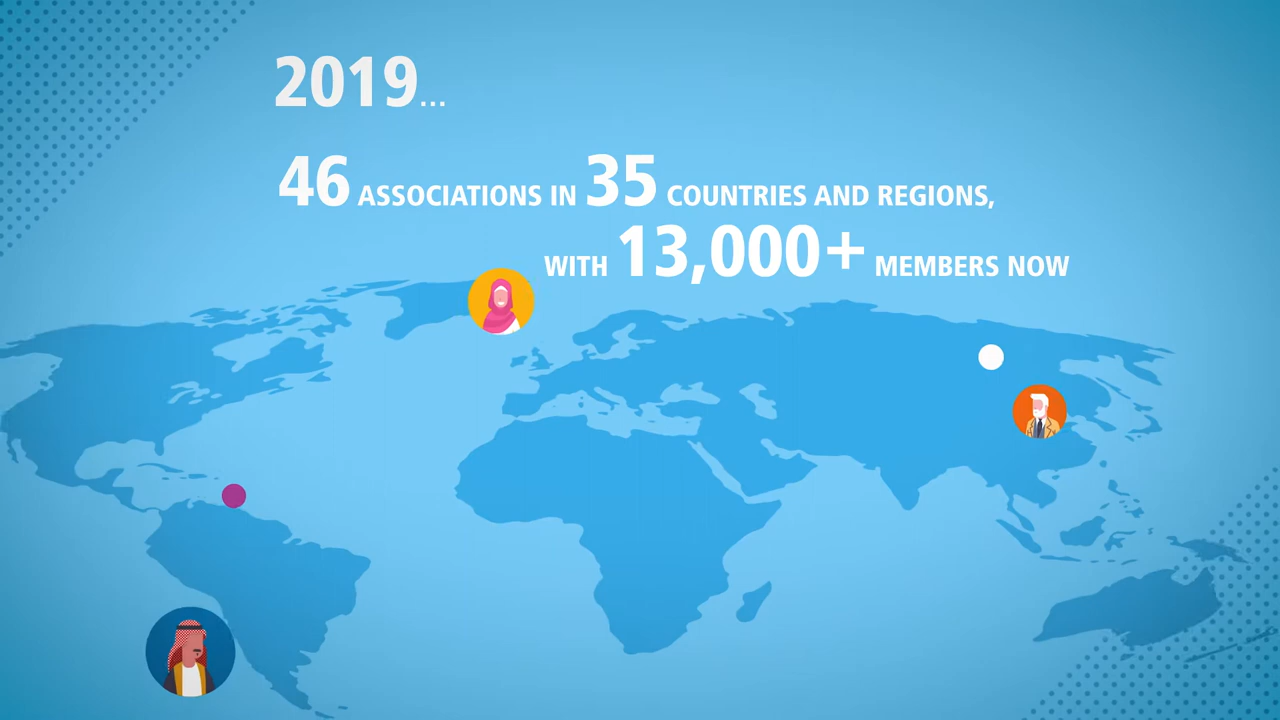 2019...
46 ASSOCIATIONS IN 35 COUNTRIES AND REGIONS,
WITH 13,000+ MEMBERS NOW